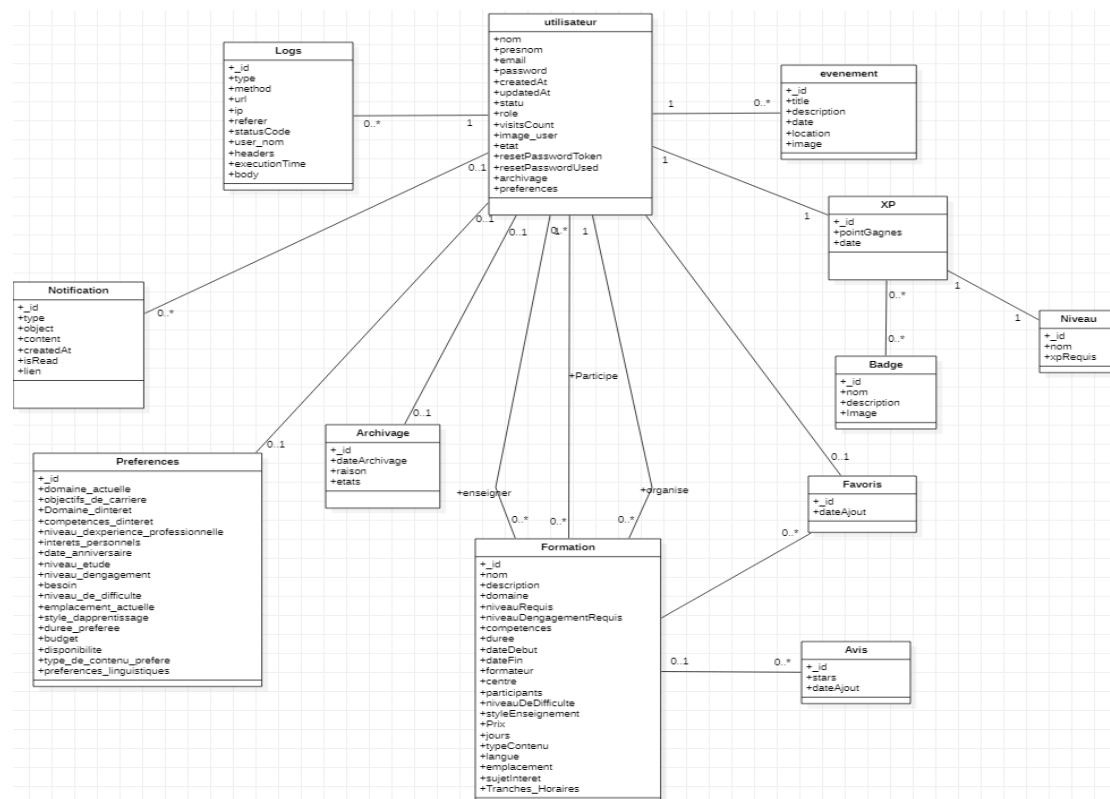 utilisateur
+nom
+presnom
+email
+password
+createdAt
+updatedAt
+statu
+role
+visitsCount
+image_user
+etat
+resetPasswordToken
+resetPasswordUsed
+archivage
+preferences
Logs
+_id
+type
+method
+url
+ip
+referer
+statusCode
+user_nom
+headers
+executionTime
+body
0..*
1
evenement
+_id
+title
+description
+date
+location
+image
1
0..*
XP
+_id
+pointGagnes
+date
1
1
Niveau
+_id
+nom
+xpRequis
1
1
Badge
+_id
+nom
+description
+Image
0..*
0..*
Notification
+_id
+type
+object
+content
+createdAt
+isRead
+lien
0..1
0..*
Preferences
+_id
+domaine_actuelle
+objectifs_de_carriere
+Domaine_dinteret
+competences_dinteret
+niveau_dexperience_professionnelle
+interets_personnels
+date_anniversaire
+niveau_etude
+niveau_dengagement
+besoin
+niveau_de_difficulte
+emplacement_actuelle
+style_dapprentissage
+duree_preferee
+budget
+disponibilite
+type_de_contenu_prefere
+preferences_linguistiques
0..1
0..1
Archivage
+_id
+dateArchivage
+raison
+etats
0..1
0..1
+enseigner
0..*
+Participe
0..*
1
+organise
0..*
Favoris
+_id
+dateAjout
0..1
0..*
Formation
+_id
+nom
+description
+domaine
+niveauRequis
+niveauDengagementRequis
+competences
+duree
+dateDebut
+dateFin
+formateur
+centre
+participants
+niveauDeDifficulte
+styleEnseignement
+Prix
+jours
+typeContenu
+langue
+emplacement
+sujetInteret
+Tranches_Horaires
Avis
+_id
+stars
+dateAjout
0..1
0..*